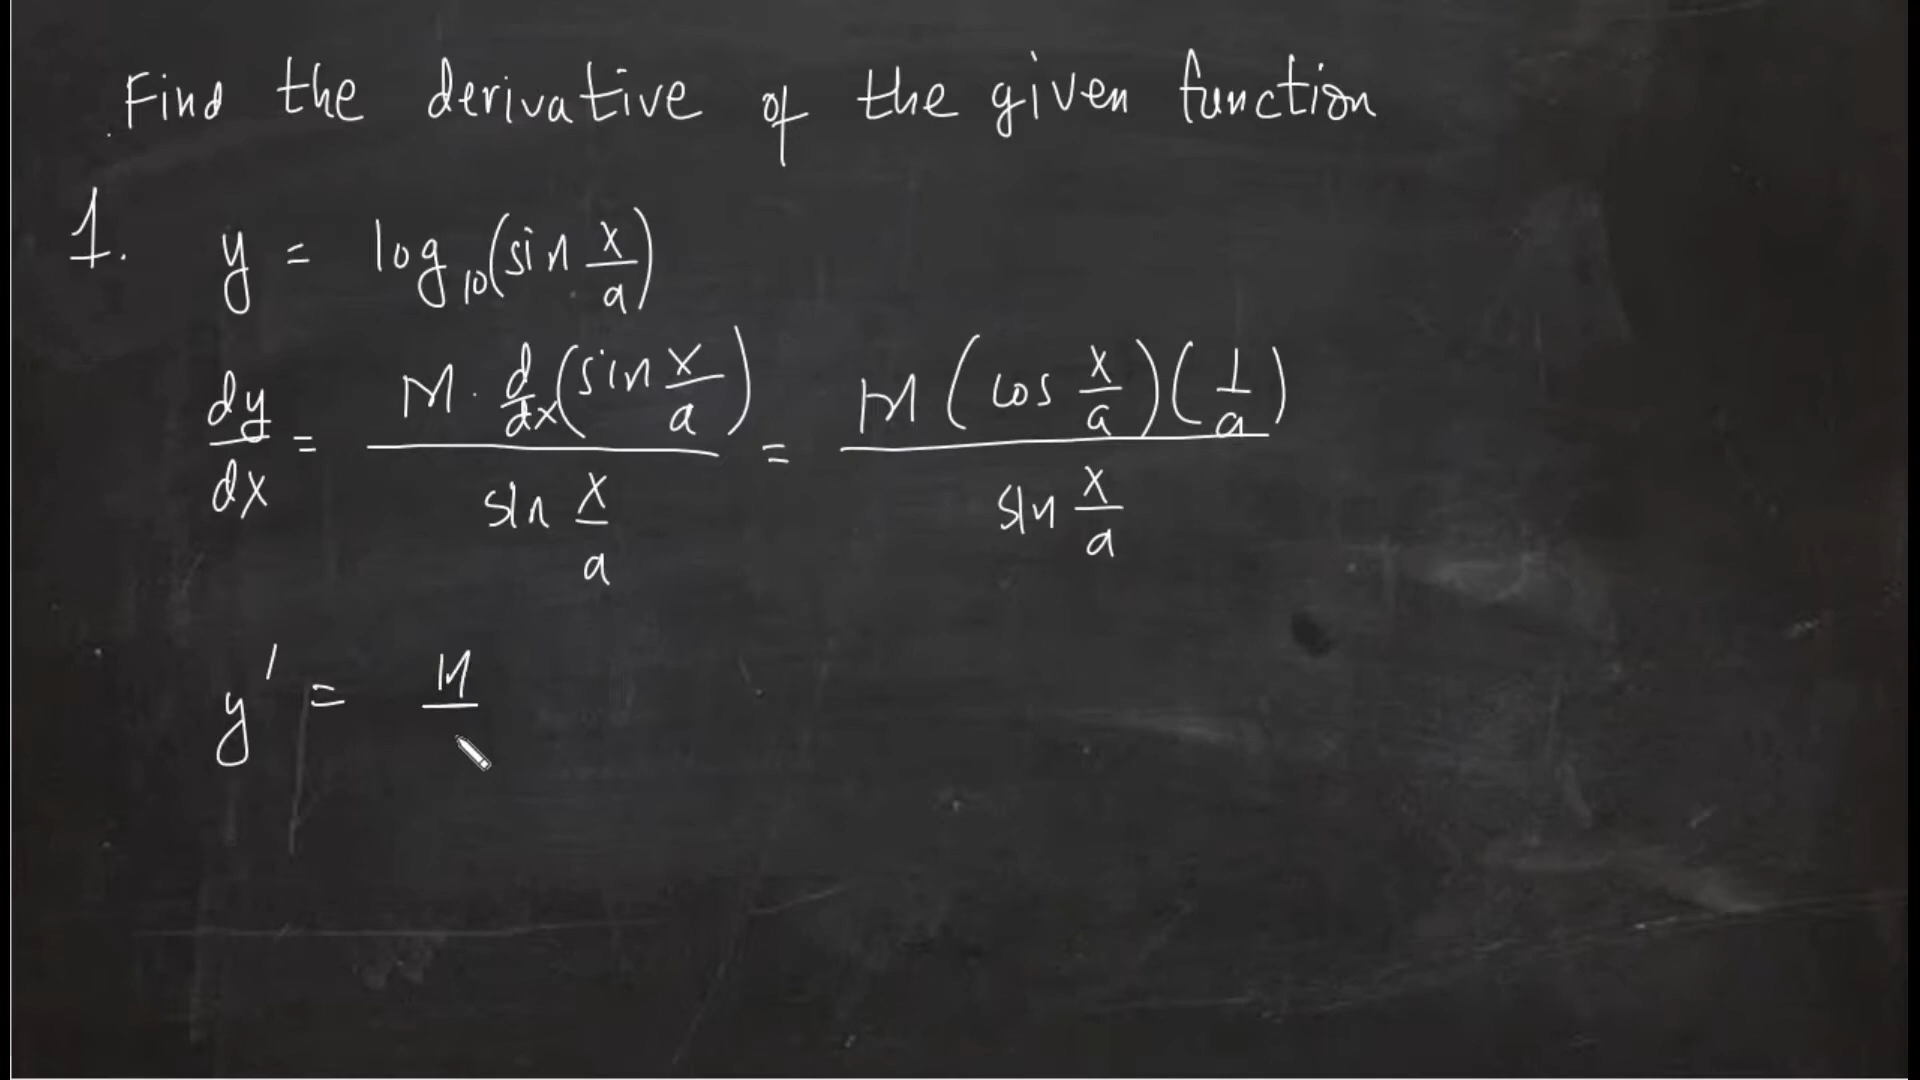 Find the derivative of the given function
1. y = log₁₀(sin x/a)
dy/dx = M · d/dx(sin x/a) / sin x/a = M (cos x/a)(1/a) / sin x/a
y' = M/